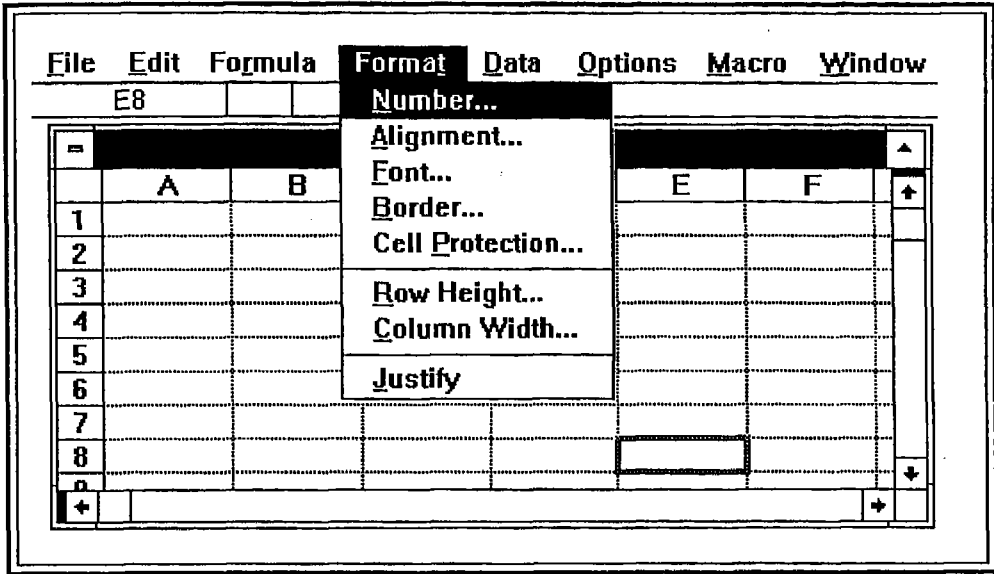 File Edit Formula Format Data Options Macro Window
E8
Number...
Alignment...
Font...
Border...
Cell Protection...
Row Height...
Column Width...
Justify
A B E F
1
2
3
4
5
6
7
8